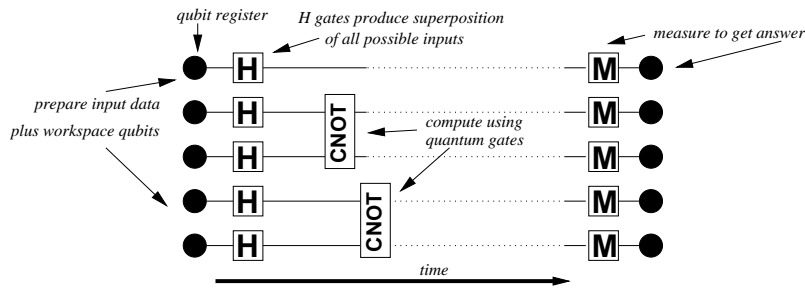 qubit register
H gates produce superposition
of all possible inputs
measure to get answer
H
M
prepare input data
plus workspace qubits
H
CNOT
compute using
quantum gates
M
H
M
H
CNOT
M
H
M
time